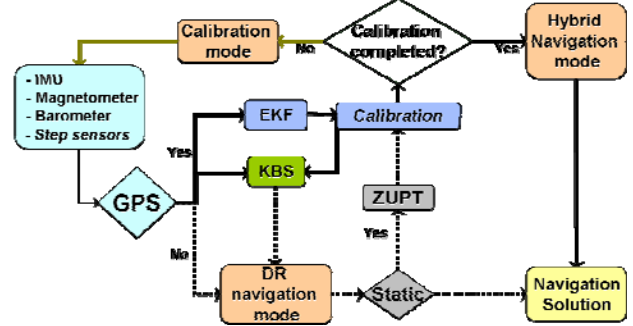 Calibration
mode
No
Calibration
completed?
Yes
Hybrid
Navigation
mode
- IMU
- Magnetometer
- Barometer
- Step sensors
EKF
Calibration
Yes
KBS
GPS
ZUPT
Yes
No
DR
navigation
mode
Static
Navigation
Solution